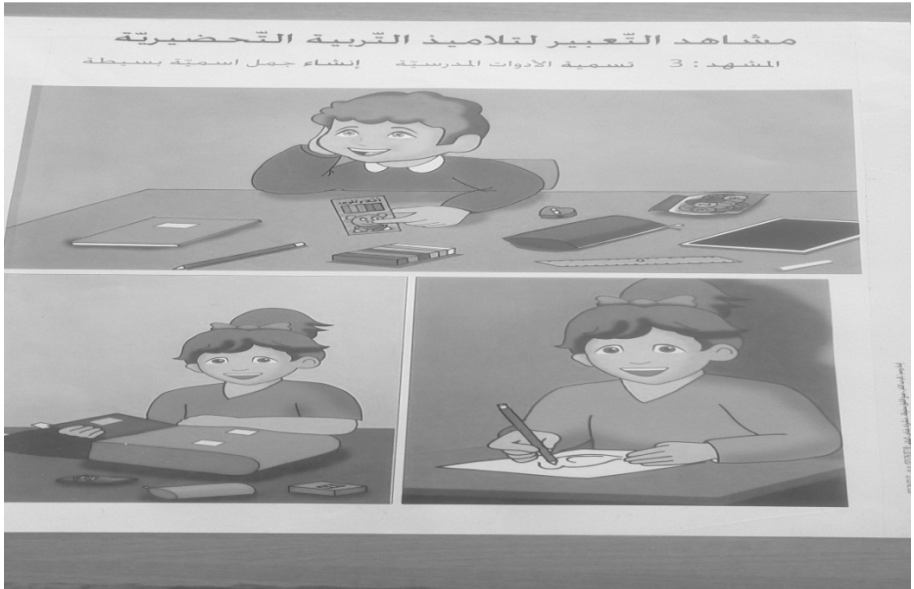 مشاهد التّعبير لتلاميذ التّربية التّحضيريّة
المشهد : 3 تسمية الأدوات المدرسيّة إنشاء جمل اسميّة بسيطة